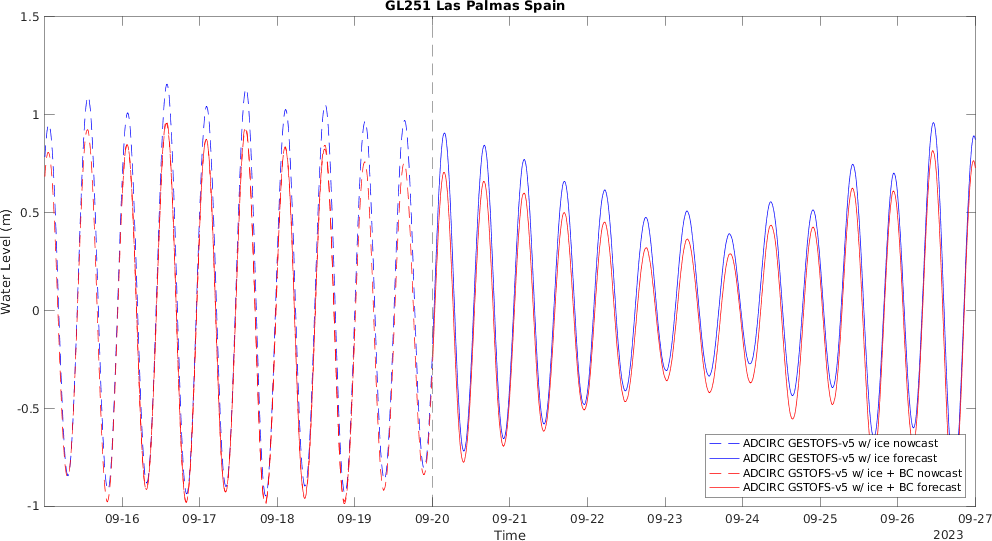 GL251 Las Palmas Spain
1.5
1
0.5
0
-0.5
-1
Water Level (m)
09-16 09-17 09-18 09-19 09-20 09-21 09-22 09-23 09-24 09-25 09-26 09-27
Time
2023
ADCIRC GESTOFS-v5 w/ ice nowcast
ADCIRC GESTOFS-v5 w/ ice forecast
ADCIRC GSTOFS-v5 w/ ice + BC nowcast
ADCIRC GSTOFS-v5 w/ ice + BC forecast